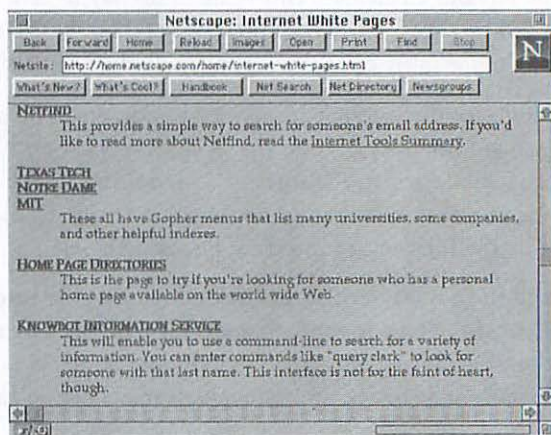 Netscape: Internet White Pages
Back Forward Home Reload Images Open Print Find Stop
N
Netsite: http://home.netscape.com/home/internet-white-pages.html
What's New? What's Cool? Handbook Net Search Net Directory Newsgroups
NETFIND
This provides a simple way to search for someone's email address. If you'd
like to read more about Netfind, read the Internet Tools Summary.
TEXAS TECH
NOTRE DAME
MIT
These all have Gopher menus that list many universities, some companies,
and other helpful indexes.
HOME PAGE DIRECTORIES
This is the page to try if you're looking for someone who has a personal
home page available on the world wide Web.
KNOWBOT INFORMATION SERVICE
This will enable you to use a command-line to search for a variety of
information. You can enter commands like "query clark" to look for
someone with that last name. This interface is not for the faint of heart,
though.